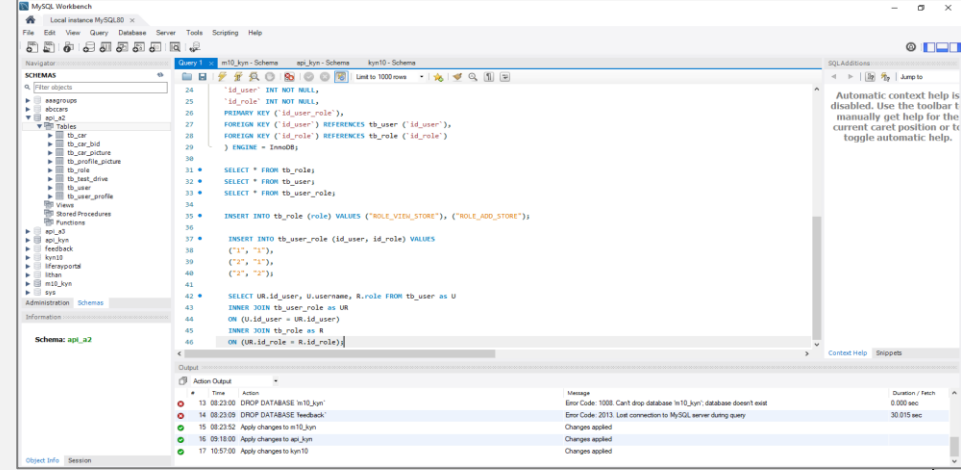 MySQL Workbench
Local instance MySQL80 ×
File Edit View Query Database Server Tools Scripting Help
Navigator
SCHEMAS
Filter objects
aaagroups
abccars
api_a2
Tables
tb_car
tb_car_bid
tb_car_picture
tb_profile_picture
tb_role
tb_test_drive
tb_user
tb_user_profile
Views
Stored Procedures
Functions
api_a3
api_kyn
feedback
kyn10
liferayportal
lithan
m10_kyn
sys
Administration Schemas
Information
Schema: api_a2
Object Info Session
Query 1 × m10_kyn - Schema api_kyn - Schema kyn10 - Schema
Limit to 1000 rows
24 `id_user` INT NOT NULL,
25 `id_role` INT NOT NULL,
26 PRIMARY KEY (`id_user_role`),
27 FOREIGN KEY (`id_user`) REFERENCES tb_user (`id_user`),
28 FOREIGN KEY (`id_role`) REFERENCES tb_role (`id_role`)
29 ) ENGINE = InnoDB;
30
31 SELECT * FROM tb_role;
32 SELECT * FROM tb_user;
33 SELECT * FROM tb_user_role;
34
35 INSERT INTO tb_role (role) VALUES ("ROLE_VIEW_STORE"), ("ROLE_ADD_STORE");
36
37 INSERT INTO tb_user_role (id_user, id_role) VALUES
38 ("1", "1"),
39 ("2", "1"),
40 ("2", "2");
41
42 SELECT UR.id_user, U.username, R.role FROM tb_user as U
43 INNER JOIN tb_user_role as UR
44 ON (U.id_user = UR.id_user)
45 INNER JOIN tb_role as R
46 ON (UR.id_role = R.id_role);
SQLAdditions
Jump to
Automatic context help is
disabled. Use the toolbar t
manually get help for the
current caret position or to
toggle automatic help.
Context Help Snippets
Output
Action Output
# Time Action Message Duration / Fetch
13 08:23:00 DROP DATABASE `m10_kyn` Error Code: 1008. Can't drop database 'm10_kyn'; database doesn't exist 0.000 sec
14 08:23:09 DROP DATABASE `feedback` Error Code: 2013. Lost connection to MySQL server during query 30.015 sec
15 08:23:52 Apply changes to m10_kyn Changes applied
16 09:18:00 Apply changes to api_kyn Changes applied
17 10:57:00 Apply changes to kyn10 Changes applied